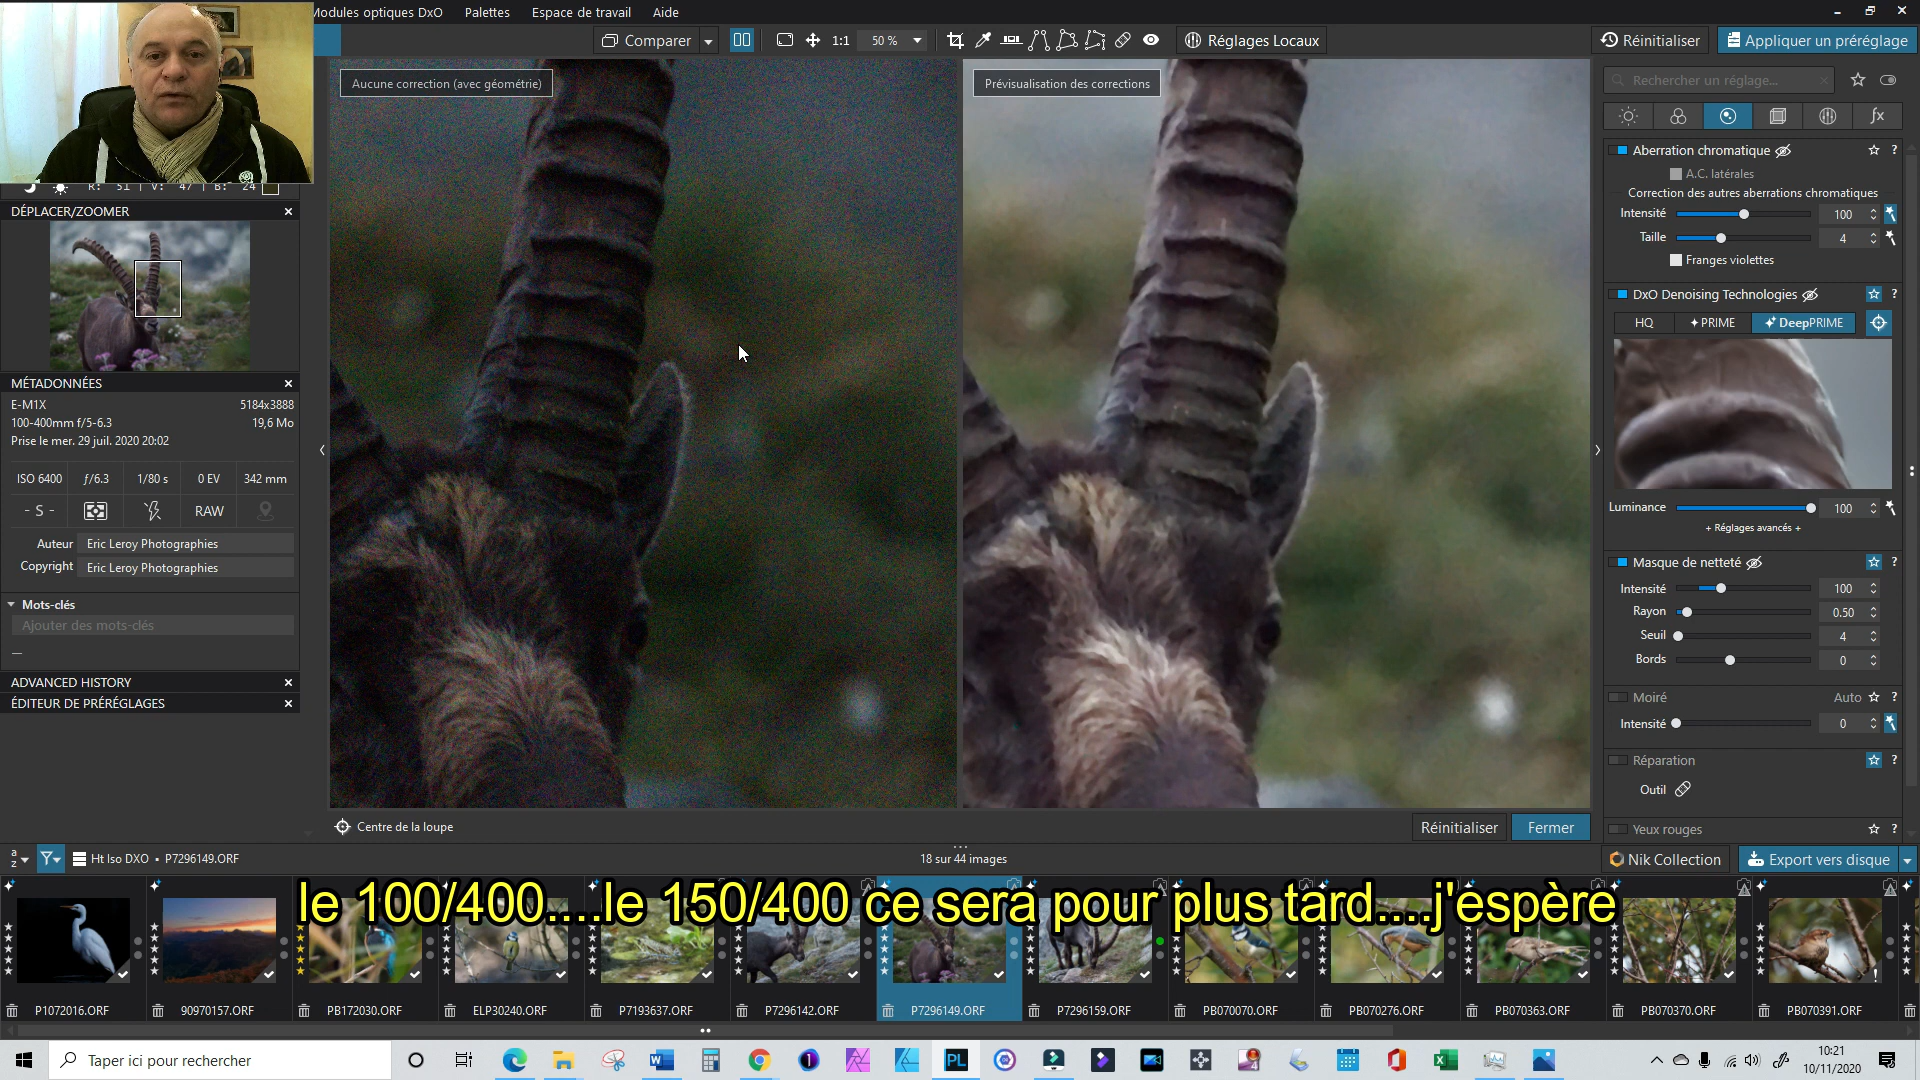 Modules optiques DxO Palettes Espace de travail Aide
Comparer 1:1 50 % Réglages Locaux Réinitialiser Appliquer un préréglage
Aucune correction (avec géométrie)
Prévisualisation des corrections
Rechercher un réglage...
fx
R: 51 | V: 47 | B: 24
DÉPLACER/ZOOMER
MÉTADONNÉES
E-M1X 5184x3888
100-400mm f/5-6.3 19,6 Mo
Prise le mer. 29 juil. 2020 20:02
ISO 6400 ƒ/6.3 1/80 s 0 EV 342 mm
- S - RAW
Auteur Eric Leroy Photographies
Copyright Eric Leroy Photographies
Mots-clés
Ajouter des mots-clés
—
ADVANCED HISTORY
ÉDITEUR DE PRÉRÉGLAGES
Aberration chromatique ?
A.C. latérales
Correction des autres aberrations chromatiques
Intensité 100
Taille 4
Franges violettes
DxO Denoising Technologies ?
HQ PRIME DeepPRIME
Luminance 100
+ Réglages avancés +
Masque de netteté ?
Intensité 100
Rayon 0.50
Seuil 4
Bords 0
Moiré Auto ?
Intensité 0
Réparation ?
Outil
Yeux rouges ?
Centre de la loupe Réinitialiser Fermer
a
z
Ht Iso DXO • P7296149.ORF 18 sur 44 images Nik Collection Export vers disque
le 100/400....le 150/400 ce sera pour plus tard....j'espère
P1072016.ORF 90970157.ORF PB172030.ORF ELP30240.ORF P7193637.ORF P7296142.ORF P7296149.ORF P7296159.ORF PB070070.ORF PB070276.ORF PB070363.ORF PB070370.ORF PB070391.ORF
Taper ici pour rechercher
PL
10:21
10/11/2020